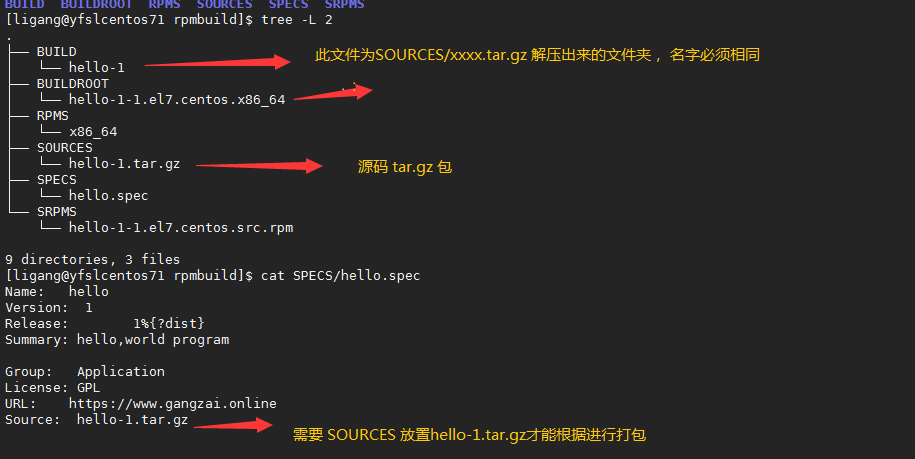 BUILD BUILDROOT RPMS SOURCES SPECS SRPMS
[ligang@yfslcentos71 rpmbuild]$ tree -L 2
.
├── BUILD
│   └── hello-1
此文件为SOURCES/xxxx.tar.gz 解压出来的文件夹 ，名字必须相同
├── BUILDROOT
│   └── hello-1-1.el7.centos.x86_64
├── RPMS
│   └── x86_64
├── SOURCES
│   └── hello-1.tar.gz
源码 tar.gz 包
├── SPECS
│   └── hello.spec
└── SRPMS
    └── hello-1-1.el7.centos.src.rpm
9 directories, 3 files
[ligang@yfslcentos71 rpmbuild]$ cat SPECS/hello.spec
Name:   hello
Version:  1
Release:        1%{?dist}
Summary: hello,world program
Group:   Application
License: GPL
URL:    https://www.gangzai.online
Source:  hello-1.tar.gz
需要 SOURCES 放置hello-1.tar.gz才能根据进行打包